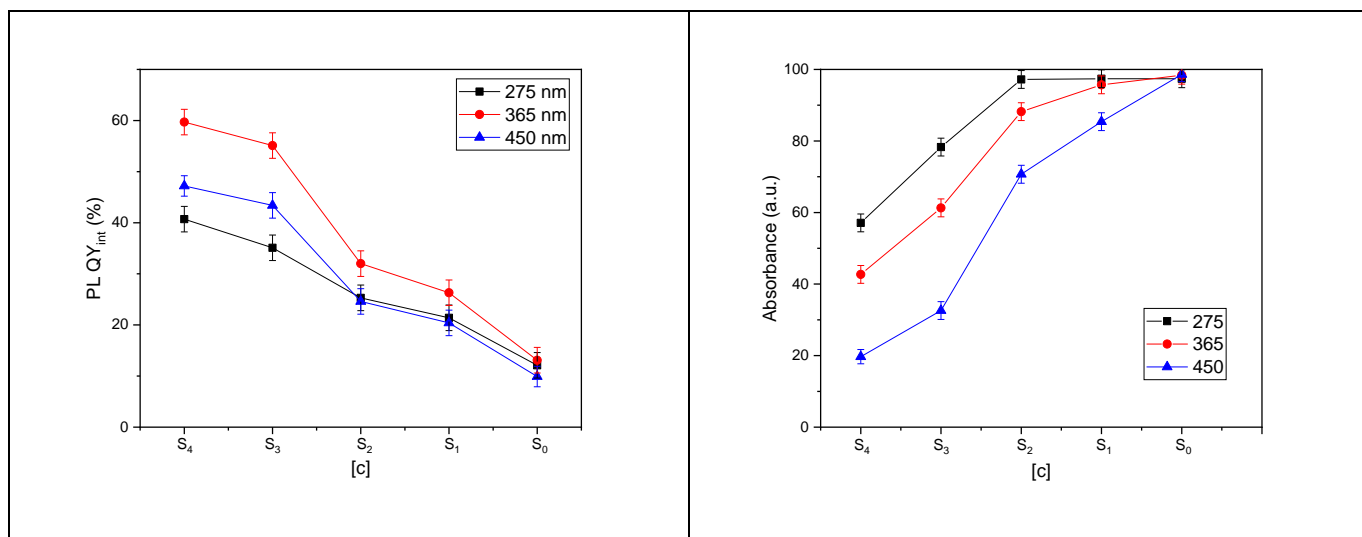 PL QY_int (%)
60
40
20
0
275 nm
365 nm
450 nm
S₄ S₃ S₂ S₁ S₀
[c]
Absorbance (a.u.)
100
80
60
40
20
0
275
365
450
S₄ S₃ S₂ S₁ S₀
[c]